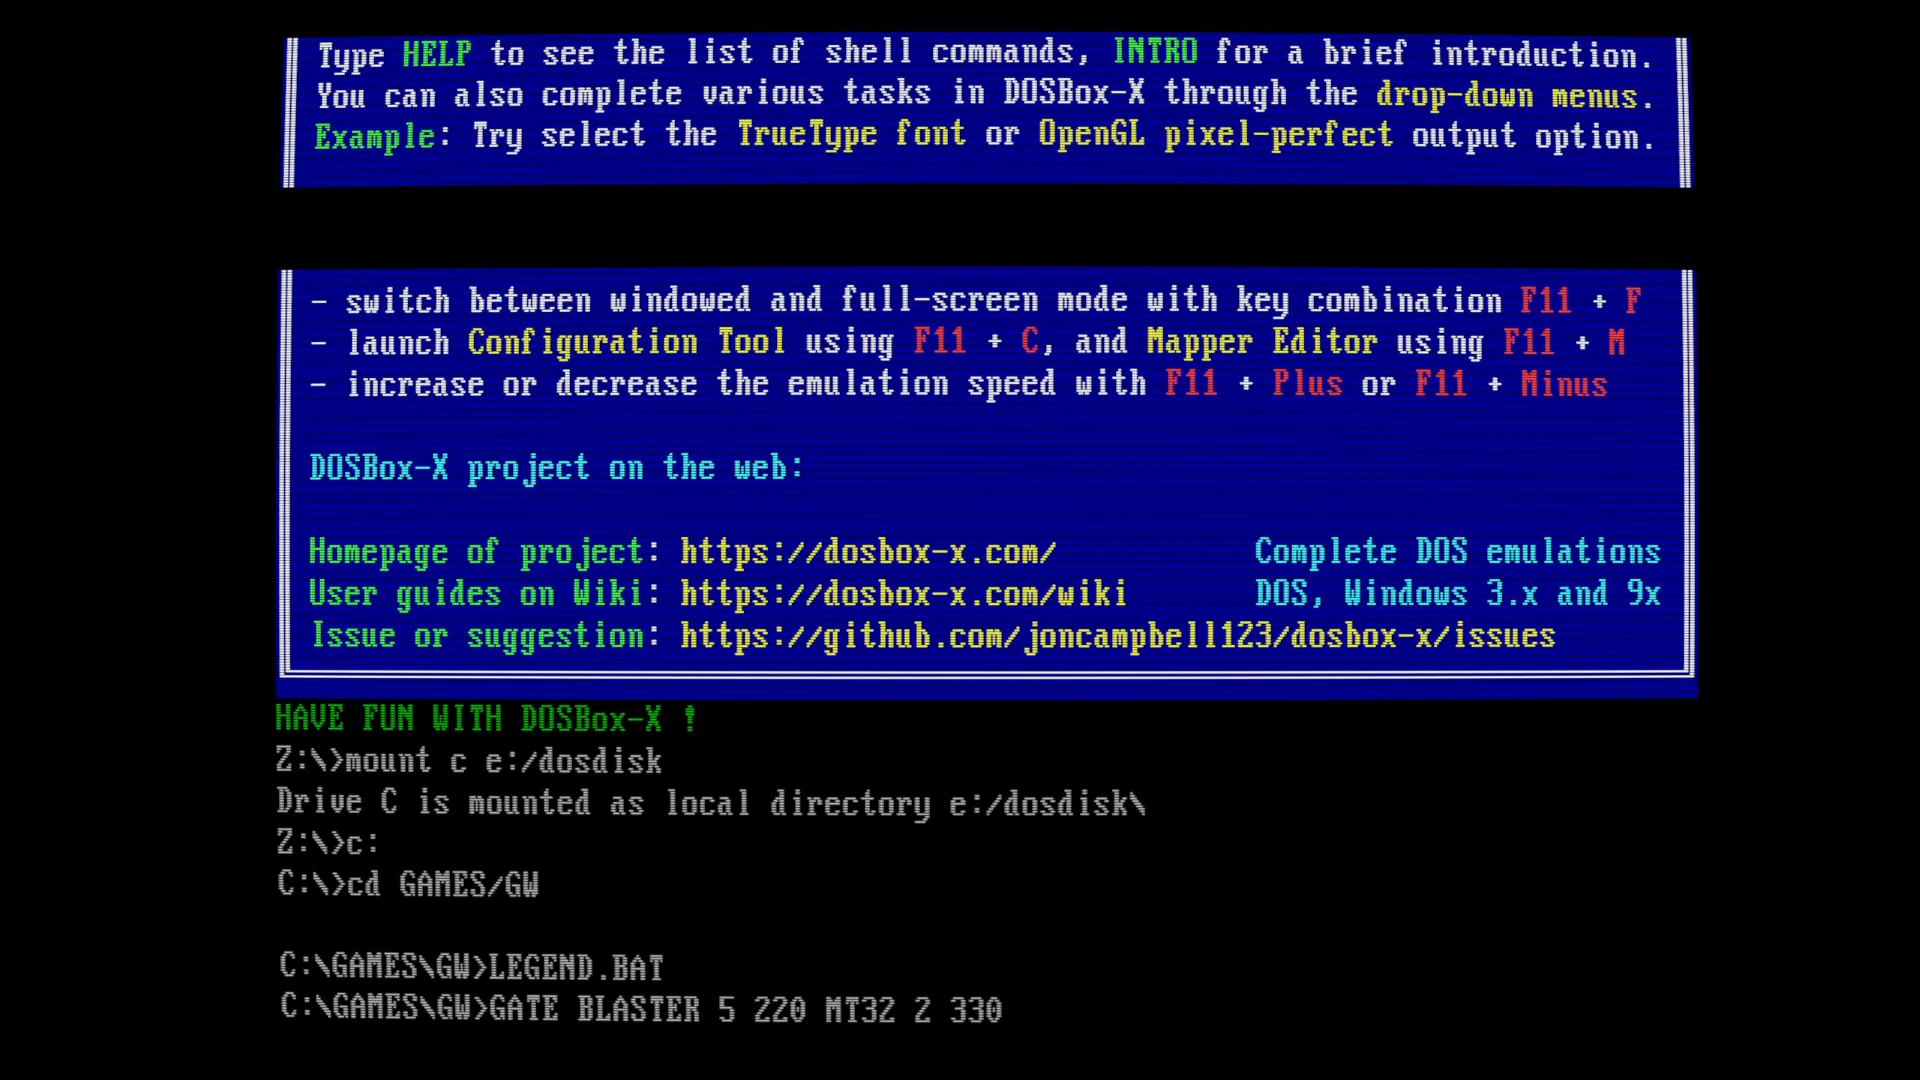 Type HELP to see the list of shell commands, INTRO for a brief introduction.
You can also complete various tasks in DOSBox-X through the drop-down menus.
Example: Try select the TrueType font or OpenGL pixel-perfect output option.
- switch between windowed and full-screen mode with key combination F11 + F
- launch Configuration Tool using F11 + C, and Mapper Editor using F11 + M
- increase or decrease the emulation speed with F11 + Plus or F11 + Minus
DOSBox-X project on the web:
Homepage of project: https://dosbox-x.com/ Complete DOS emulations
User guides on Wiki: https://dosbox-x.com/wiki DOS, Windows 3.x and 9x
Issue or suggestion: https://github.com/joncampbell123/dosbox-x/issues
HAVE FUN WITH DOSBox-X !
Z:\>mount c e:/dosdisk
Drive C is mounted as local directory e:/dosdisk\
Z:\>c:
C:\>cd GAMES/GW
C:\GAMES\GW>LEGEND.BAT
C:\GAMES\GW>GATE BLASTER 5 220 MT32 2 330